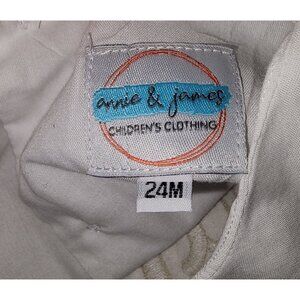 annie & james
CHILDREN'S CLOTHING
24M